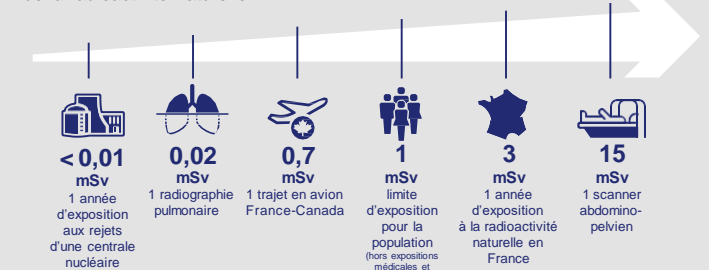 < 0,01
mSv
1 année
d'exposition
aux rejets
d'une centrale
nucléaire
0,02
mSv
1 radiographie
pulmonaire
0,7
mSv
1 trajet en avion
France-Canada
1
mSv
limite
d'exposition
pour la
population
(hors expositions
médicales et
3
mSv
1 année
d'exposition
à la radioactivité
naturelle en
France
15
mSv
1 scanner
abdomino-
pelvien